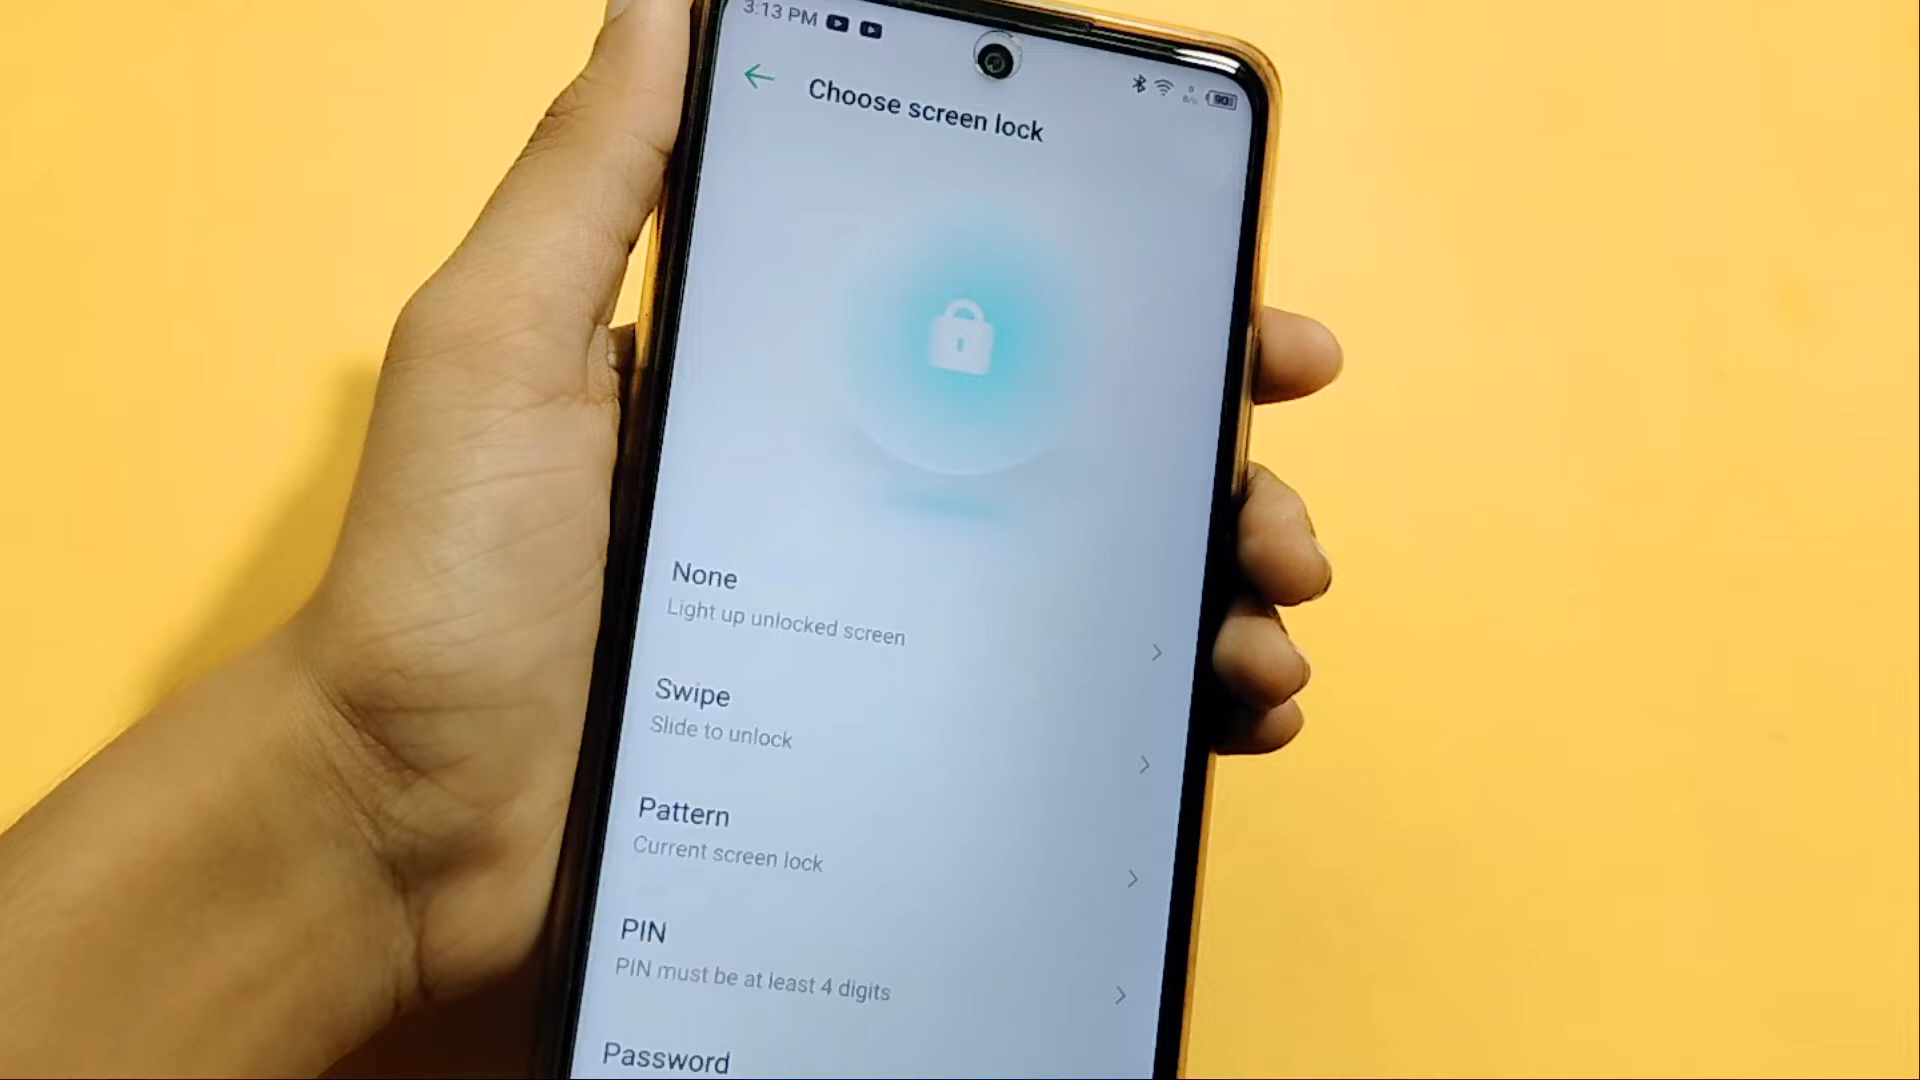 3:13 PM
90
Choose screen lock
None
Light up unlocked screen
Swipe
Slide to unlock
Pattern
Current screen lock
PIN
PIN must be at least 4 digits
Password